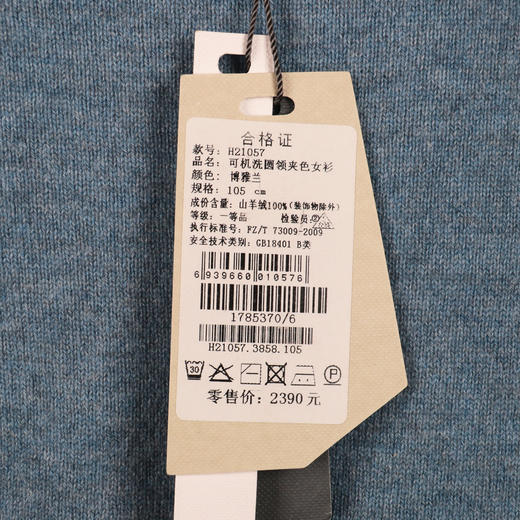 合格证
款号: H21057
品名: 可机洗圆领夹色女衫
颜色: 博雅兰
规格: 105 cm
成份含量: 山羊绒100%(装饰物除外)
等级: 一等品 检验员
执行标准号: FZ/T 73009-2009
安全技术类别: GB18401 B类
6 939660 010576
1785370/6
H21057.3858.105
30
P
零售价: 2390 元